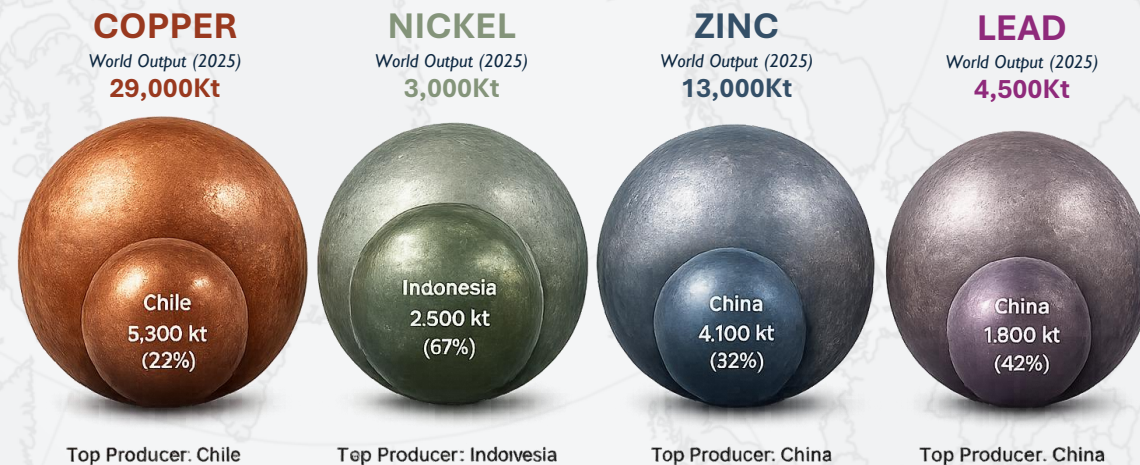 COPPER
World Output (2025)
29,000Kt
Chile
5,300 kt
(22%)
Top Producer: Chile
NICKEL
World Output (2025)
3,000Kt
Indonesia
2.500 kt
(67%)
Top Producer: Indoıvesia
ZINC
World Output (2025)
13,000Kt
China
4.100 kt
(32%)
Top Producer: China
LEAD
World Output (2025)
4,500Kt
China
1.800 kt
(42%)
Top Producer. China